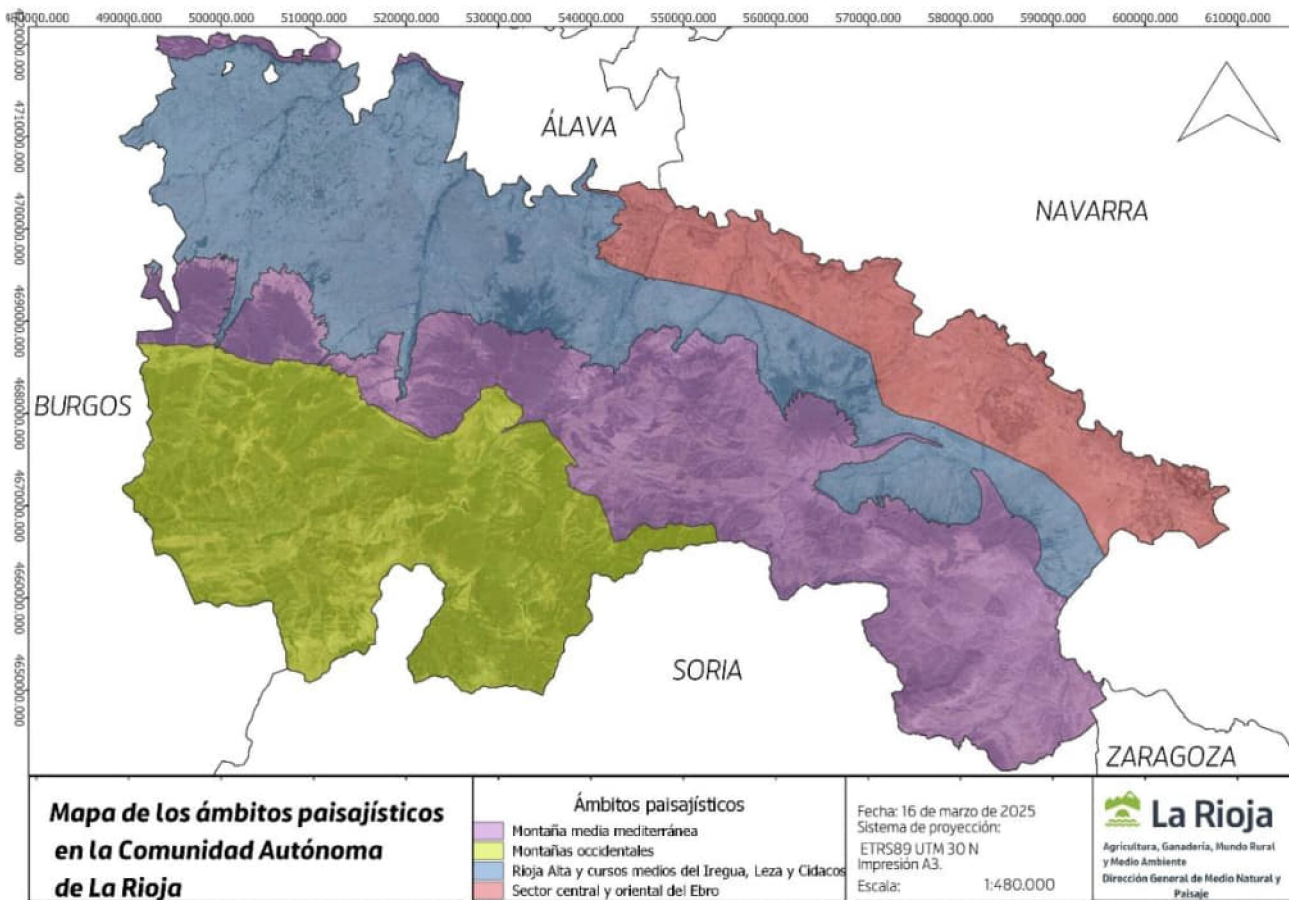 480000.000 490000.000 500000.000 510000.000 520000.000 530000.000 540000.000 550000.000 560000.000 570000.000 580000.000 590000.000 600000.000 610000.000
4720000.000
4710000.000
4700000.000
4690000.000
4680000.000
4670000.000
4660000.000
4650000.000
ÁLAVA
NAVARRA
BURGOS
SORIA
ZARAGOZA
Mapa de los ámbitos paisajísticos
en la Comunidad Autónoma
de La Rioja
Ámbitos paisajísticos
Montaña media mediterránea
Montañas occidentales
Rioja Alta y cursos medios del Iregua, Leza y Cidacos
Sector central y oriental del Ebro
Fecha: 16 de marzo de 2025
Sistema de proyección:
ETRS89 UTM 30 N
Impresión A3.
Escala: 1:480.000
La Rioja
Agricultura, Ganadería, Mundo Rural
y Medio Ambiente
Dirección General de Medio Natural y
Paisaje